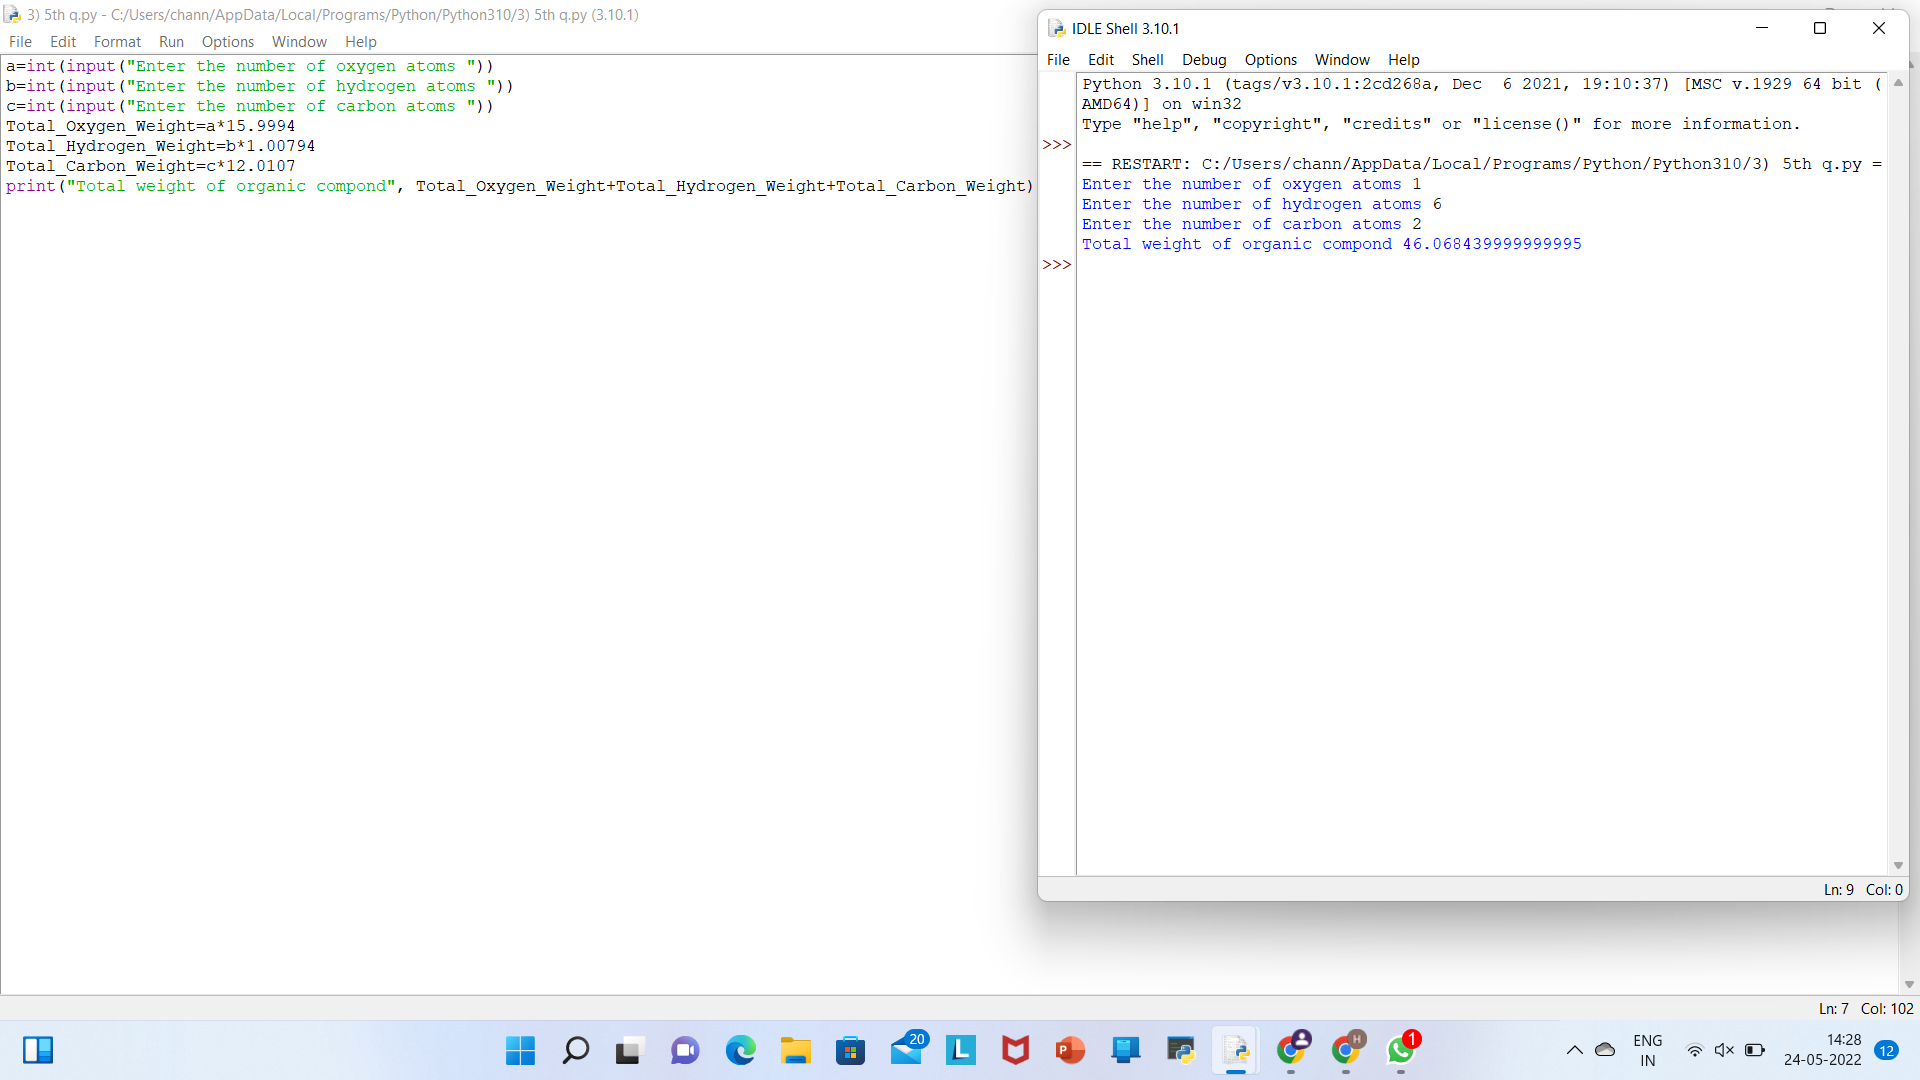 3) 5th q.py - C:/Users/chann/AppData/Local/Programs/Python/Python310/3) 5th q.py (3.10.1)
File Edit Format Run Options Window Help
a=int(input("Enter the number of oxygen atoms "))
b=int(input("Enter the number of hydrogen atoms "))
c=int(input("Enter the number of carbon atoms "))
Total_Oxygen_Weight=a*15.9994
Total_Hydrogen_Weight=b*1.00794
Total_Carbon_Weight=c*12.0107
print("Total weight of organic compond", Total_Oxygen_Weight+Total_Hydrogen_Weight+Total_Carbon_Weight)
IDLE Shell 3.10.1
File Edit Shell Debug Options Window Help
Python 3.10.1 (tags/v3.10.1:2cd268a, Dec  6 2021, 19:10:37) [MSC v.1929 64 bit (
AMD64)] on win32
Type "help", "copyright", "credits" or "license()" for more information.
>>>
== RESTART: C:/Users/chann/AppData/Local/Programs/Python/Python310/3) 5th q.py =
Enter the number of oxygen atoms 1
Enter the number of hydrogen atoms 6
Enter the number of carbon atoms 2
Total weight of organic compond 46.068439999999995
>>>
Ln: 9 Col: 0
Ln: 7 Col: 102
20
L
P
H
1
ENG
IN
14:28
24-05-2022
12